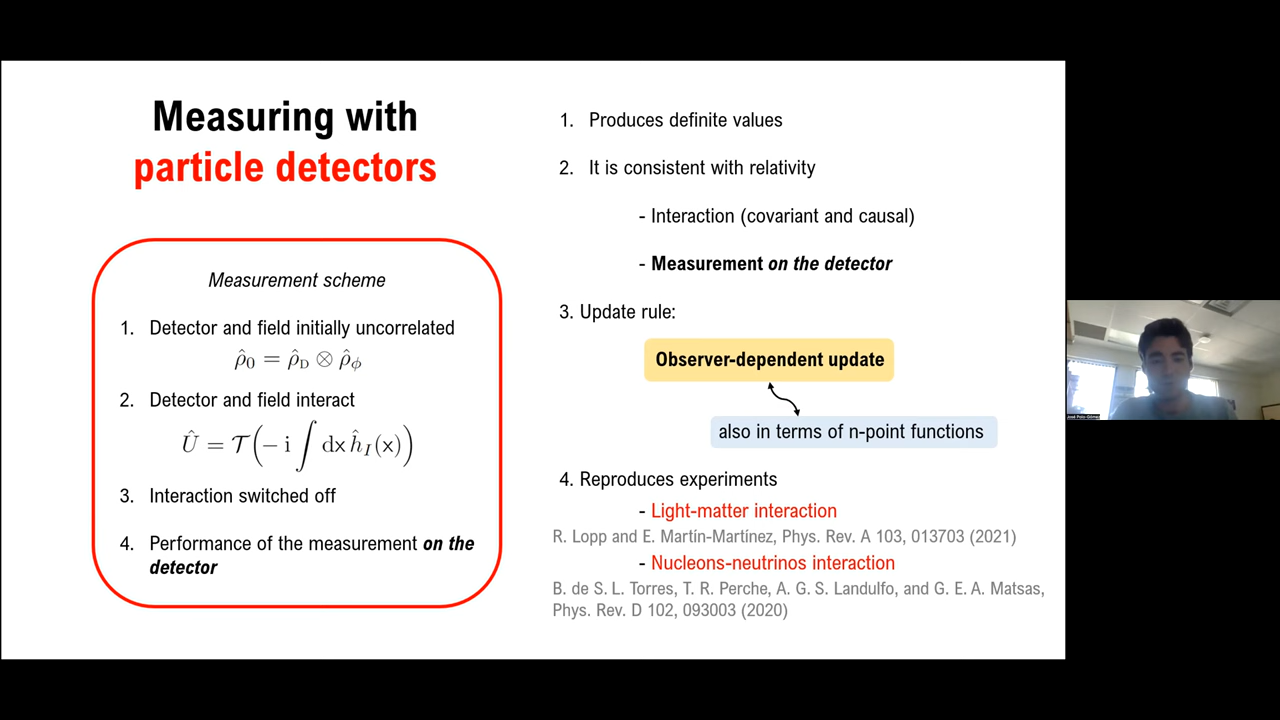 Measuring with
particle detectors
Measurement scheme
1. Detector and field initially uncorrelated
ρ̂₀ = ρ̂_D ⊗ ρ̂_ϕ
2. Detector and field interact
Û = 𝒯(− i ∫ dx ĥ_I(x))
3. Interaction switched off
4. Performance of the measurement on the
detector
1. Produces definite values
2. It is consistent with relativity
- Interaction (covariant and causal)
- Measurement on the detector
3. Update rule:
Observer-dependent update
also in terms of n-point functions
4. Reproduces experiments
- Light-matter interaction
R. Lopp and E. Martín-Martínez, Phys. Rev. A 103, 013703 (2021)
- Nucleons-neutrinos interaction
B. de S. L. Torres, T. R. Perche, A. G. S. Landulfo, and G. E. A. Matsas,
Phys. Rev. D 102, 093003 (2020)
José Polo-Gómez